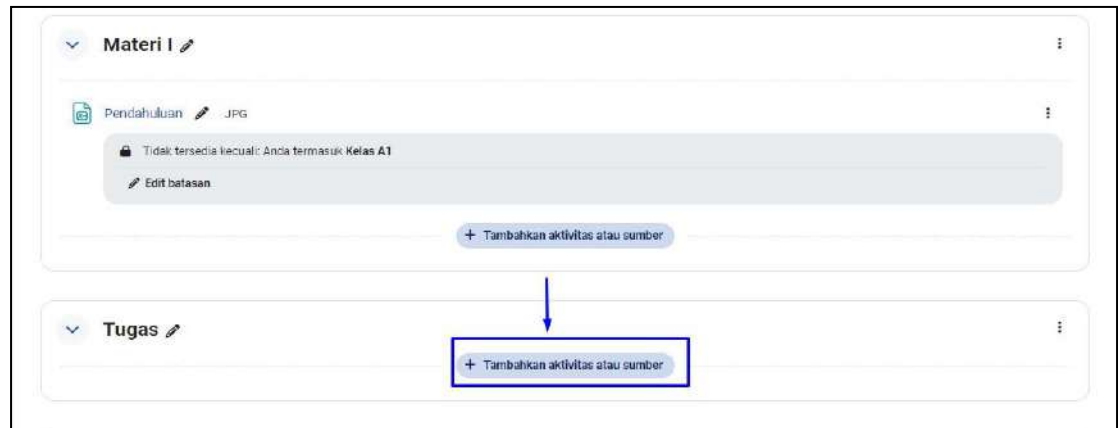 Materi I
Pendahuluan JPG
Tidak tersedia kecuali: Anda termasuk Kelas A1
Edit batasan
+ Tambahkan aktivitas atau sumber
Tugas
+ Tambahkan aktivitas atau sumber